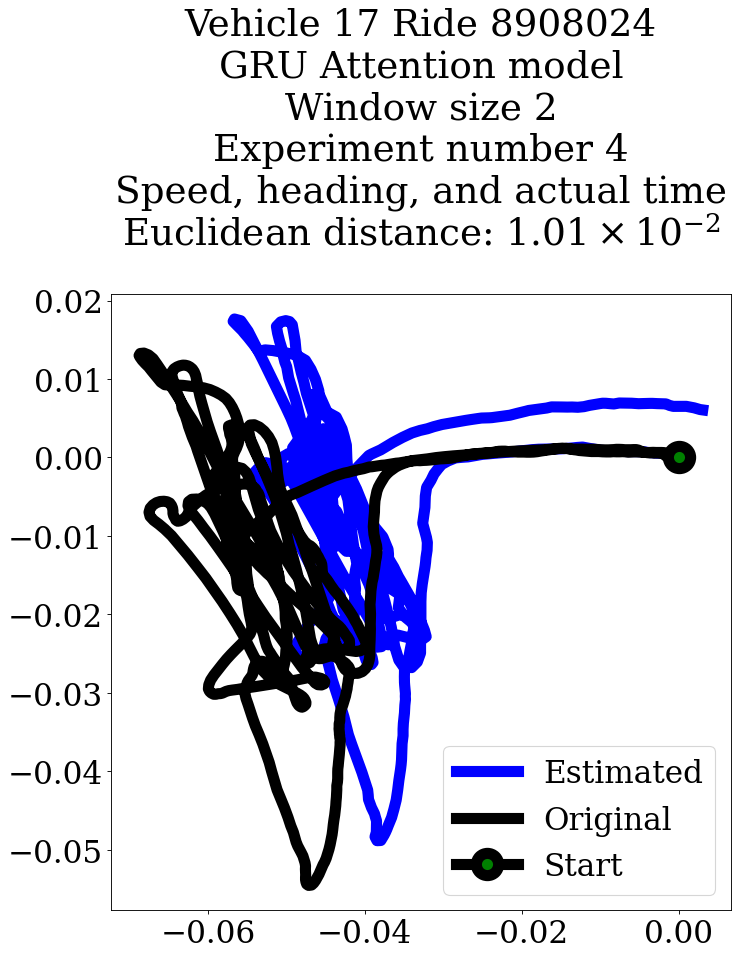 Vehicle 17 Ride 8908024
GRU Attention model
Window size 2
Experiment number 4
Speed, heading, and actual time
Euclidean distance: 1.01 × 10⁻²
0.02
0.01
0.00
−0.01
−0.02
−0.03
−0.04
−0.05
Estimated
Original
Start
−0.06
−0.04
−0.02
0.00